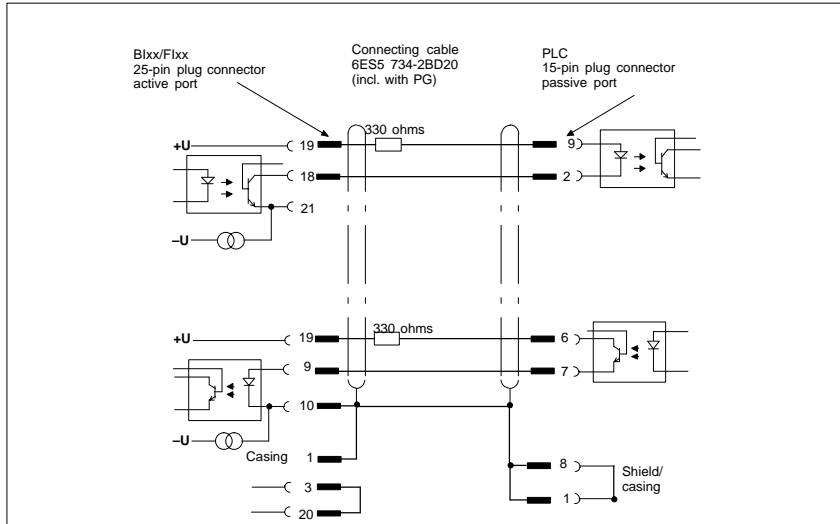 BIxx/FIxx
25-pin plug connector
active port
Connecting cable
6ES5 734-2BD20
(incl. with PG)
PLC
15-pin plug connector
passive port
330 ohms
+U
19
9
18
2
21
–U
330 ohms
+U
19
6
9
7
10
–U
Casing
1
8
Shield/
casing
3
1
20